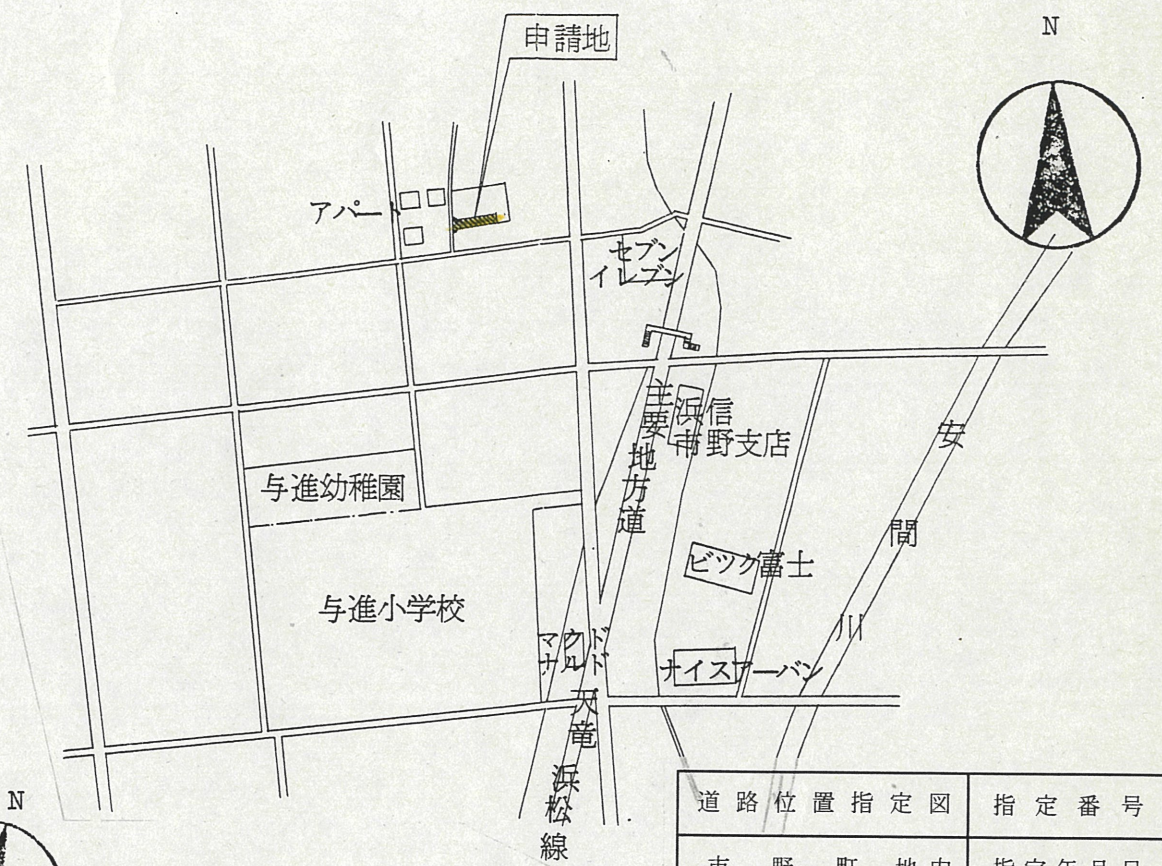 申請地
N
アパート
セブン
イレブン
主要地方道
浜信
市野支店
与進幼稚園
安間川
ビック富士
与進小学校
マクド
ナルド
ナイスアーバン
天竜浜松線
N
道路位置指定図
指定番号